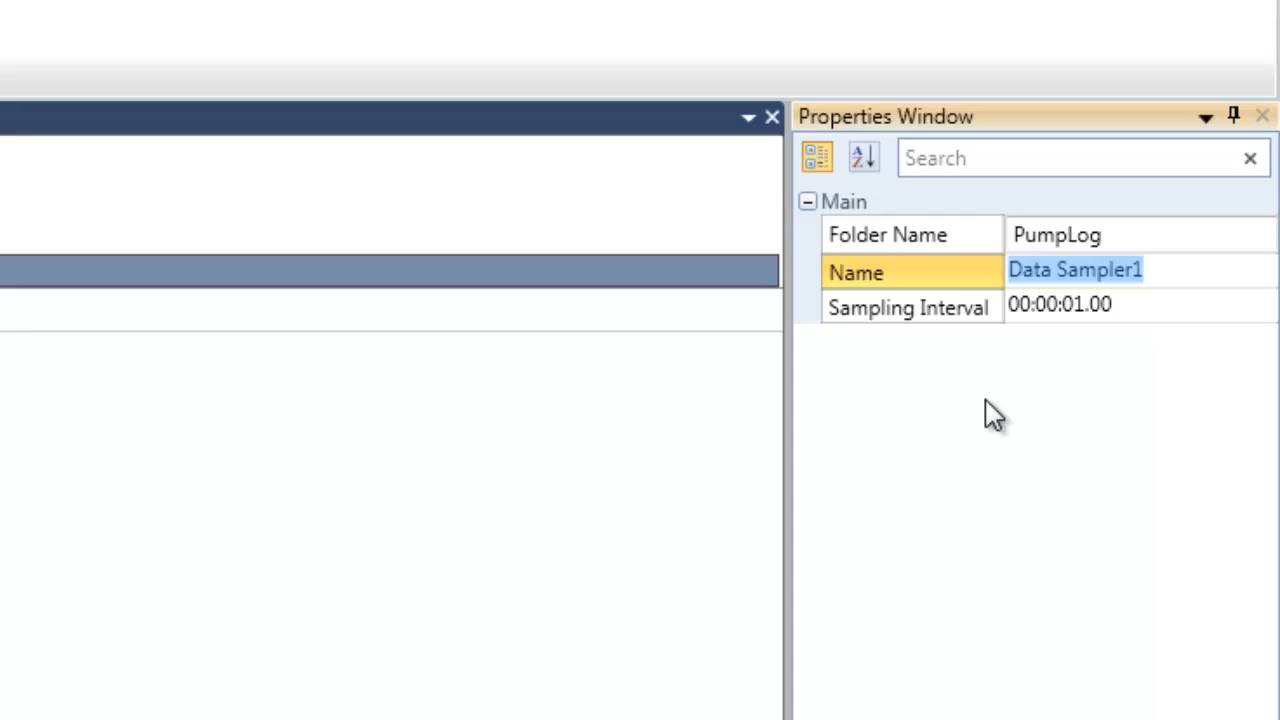 Properties Window
Search
Main
Folder Name PumpLog
Name Data Sampler1
Sampling Interval 00:00:01.00